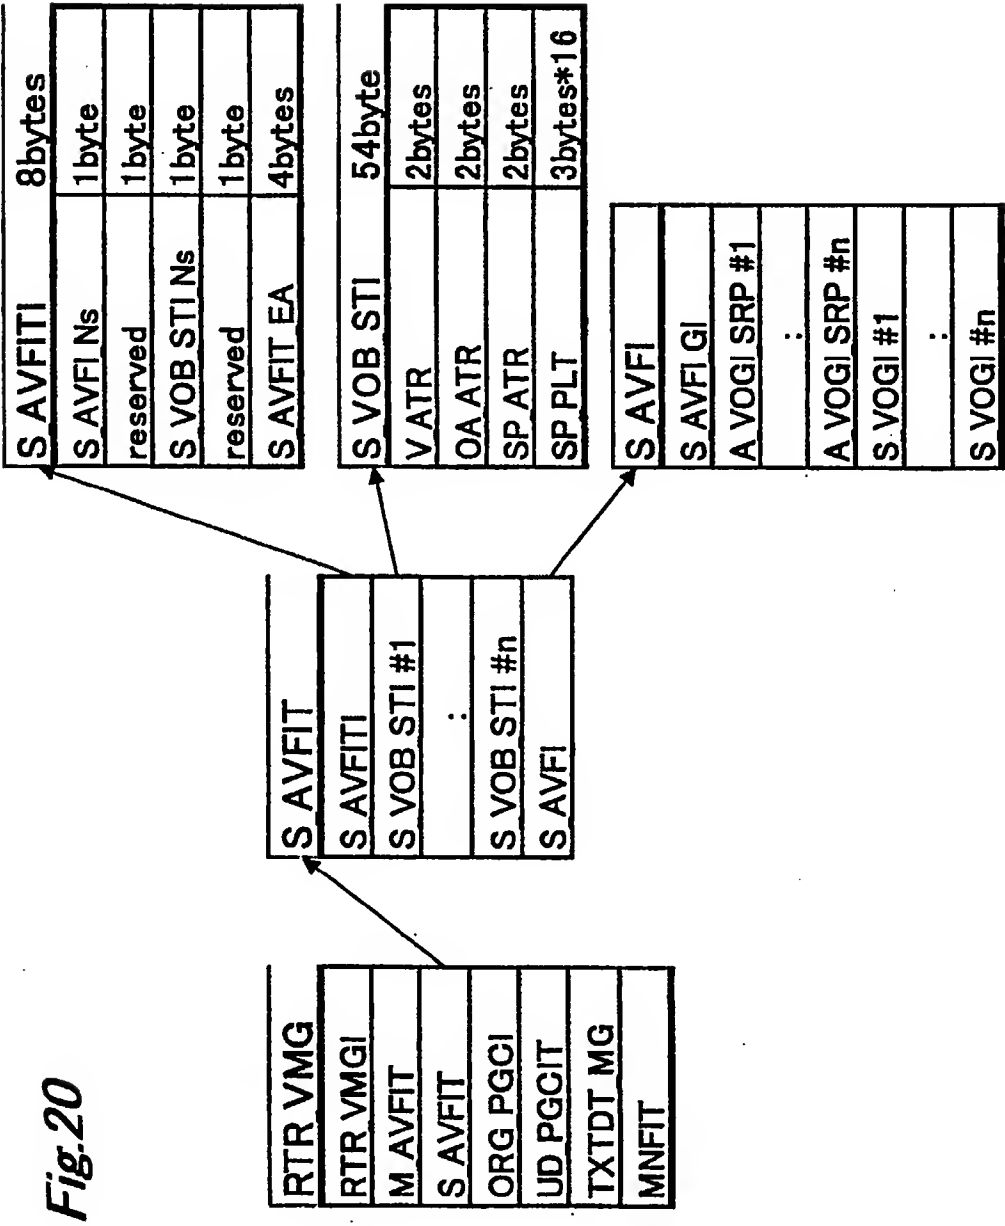 Fig.20
RTR VMG
RTR VMGI
M AVFIT
S AVFIT
ORG PGCI
UD PGCIT
TXTDT MG
MNFIT
S AVFIT
S AVFITI
S VOB STI #1
:
S VOB STI #n
S AVFI
S AVFITI 8bytes
S AVFI Ns 1byte
reserved 1byte
S VOB STI Ns 1byte
reserved 1byte
S AVFIT EA 4bytes
S VOB STI 54byte
V ATR 2bytes
OA ATR 2bytes
SP ATR 2bytes
SP PLT 3bytes*16
S AVFI
S AVFI GI
A VOGI SRP #1
:
A VOGI SRP #n
S VOGI #1
:
S VOGI #n